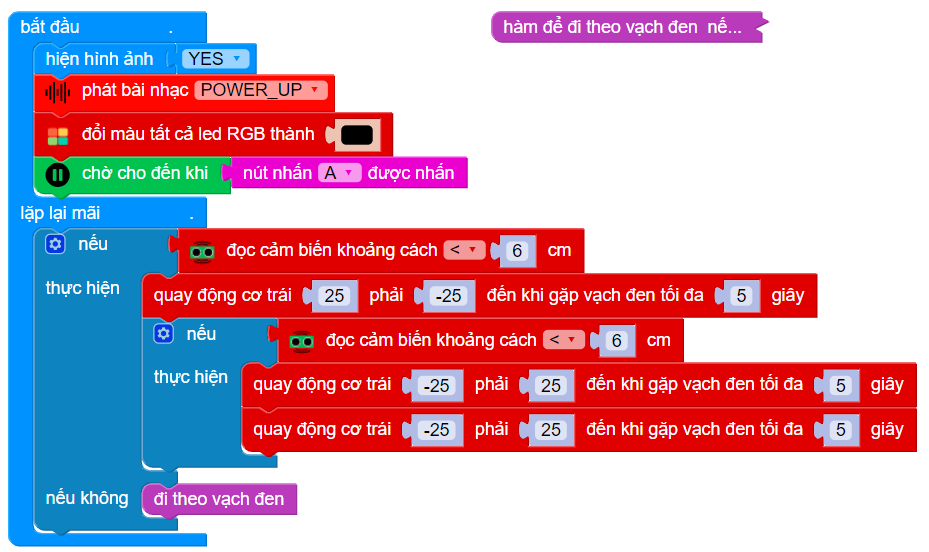 bắt đầu .
hàm để đi theo vạch đen nế...
hiện hình ảnh YES
phát bài nhạc POWER_UP
đổi màu tất cả led RGB thành
chờ cho đến khi nút nhấn A được nhấn
lặp lại mãi .
nếu đọc cảm biến khoảng cách < 6 cm
thực hiện quay động cơ trái 25 phải -25 đến khi gặp vạch đen tối đa 5 giây
nếu đọc cảm biến khoảng cách < 6 cm
thực hiện quay động cơ trái -25 phải 25 đến khi gặp vạch đen tối đa 5 giây
quay động cơ trái -25 phải 25 đến khi gặp vạch đen tối đa 5 giây
nếu không đi theo vạch đen